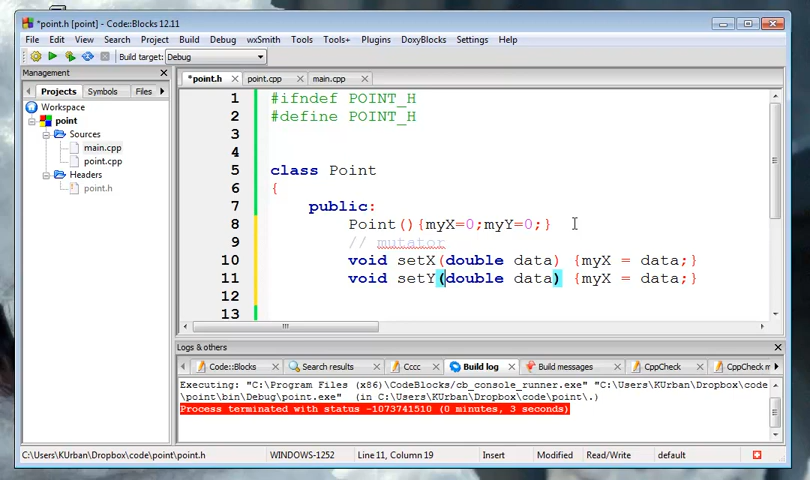 *point.h [point] - Code::Blocks 12.11
File Edit View Search Project Build Debug wxSmith Tools Tools+ Plugins DoxyBlocks Settings Help
Build target: Debug
Management
*point.h point.cpp main.cpp
Projects Symbols Files
Workspace
point
Sources
main.cpp
point.cpp
Headers
point.h
1 #ifndef POINT_H
2 #define POINT_H
3
4
5 class Point
6 {
7 public:
8 Point(){myX=0;myY=0;}
9 // mutator
10 void setX(double data) {myX = data;}
11 void setY(double data) {myX = data;}
12
13
Logs & others
Code::Blocks Search results Cccc Build log Build messages CppCheck CppCheck m
Executing: "C:\Program Files (x86)\CodeBlocks/cb_console_runner.exe" "C:\Users\KUrban\Dropbox\code
\point\bin\Debug\point.exe" (in C:\Users\KUrban\Dropbox\code\point\.)
Process terminated with status -1073741510 (0 minutes, 3 seconds)
C:\Users\KUrban\Dropbox\code\point\point.h WINDOWS-1252 Line 11, Column 19 Insert Modified Read/Write default